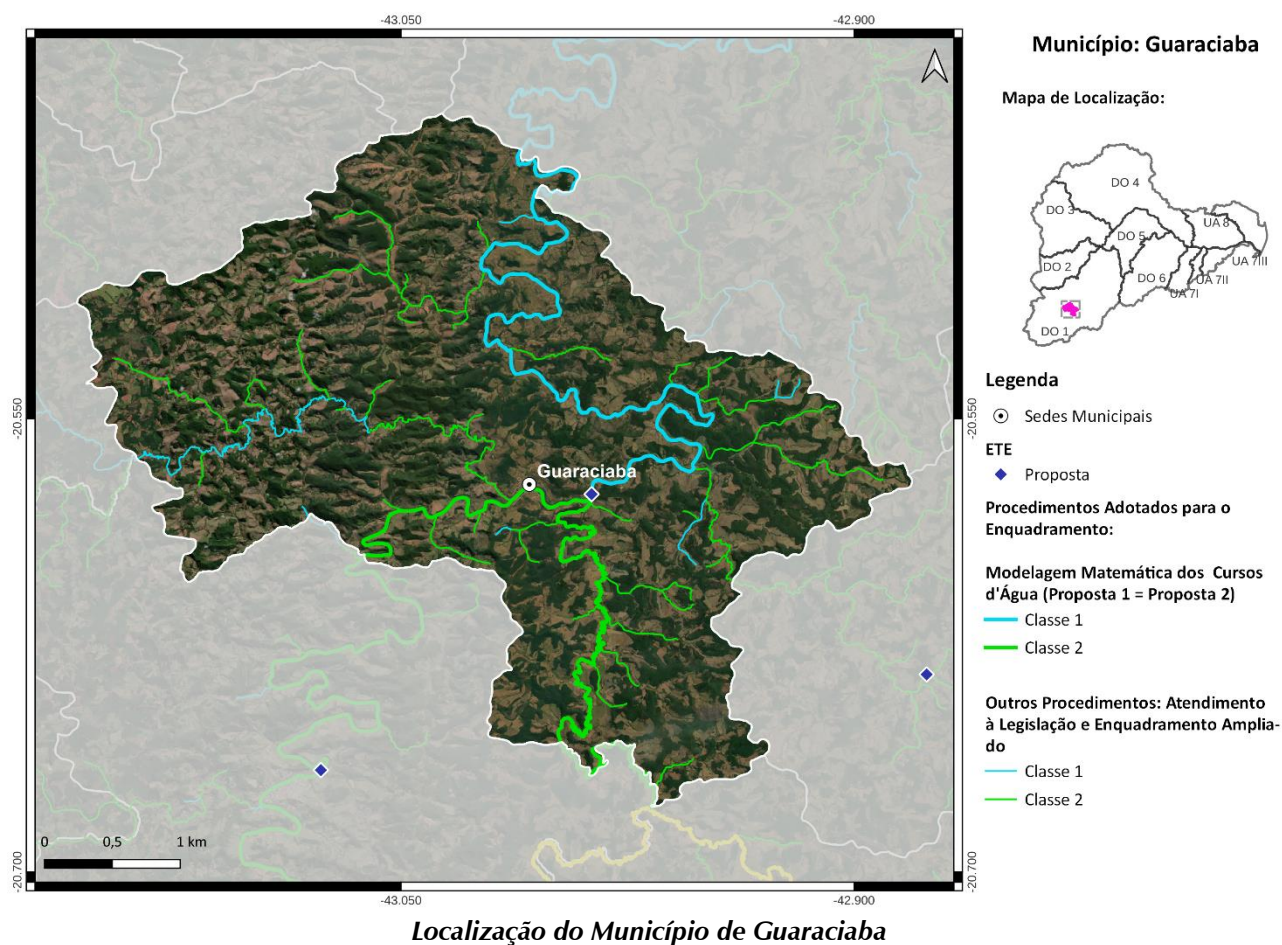 -43.050
-42.900
Município: Guaraciaba
Mapa de Localização:
DO 4
DO 3
DO 5
UA 8
DO 2
DO 6
UA 7III
UA 7II
UA 7I
DO 1
-20.550
-20.550
Guaraciaba
Legenda
Sedes Municipais
ETE
Proposta
Procedimentos Adotados para o
Enquadramento:
Modelagem Matemática dos Cursos
d'Água (Proposta 1 = Proposta 2)
Classe 1
Classe 2
Outros Procedimentos: Atendimento
à Legislação e Enquadramento Amplia-
do
Classe 1
Classe 2
0 0,5 1 km
-20.700
-20.700
-43.050
-42.900
Localização do Município de Guaraciaba